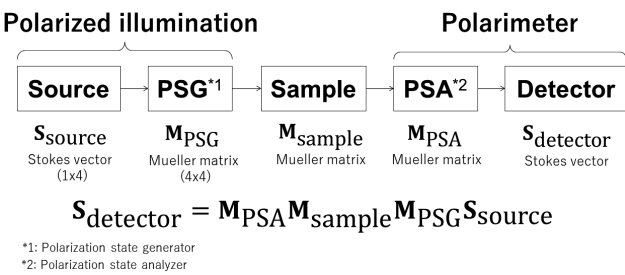 Polarized illumination Polarimeter
Source PSG*1 Sample PSA*2 Detector
Ssource MPSG Msample MPSA Sdetector
Stokes vector Mueller matrix Mueller matrix Mueller matrix Stokes vector
(1x4) (4x4)
Sdetector = MPSAMsampleMPSGSsource
*1: Polarization state generator
*2: Polarization state analyzer